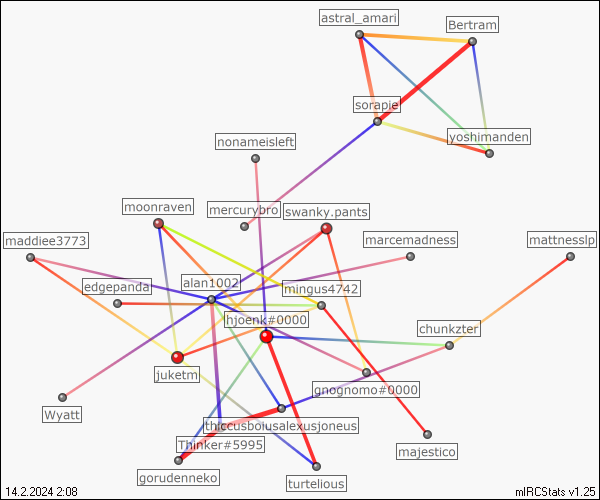 astral_amari
Bertram
sorapie
yoshimanden
nonameisleft
moonraven
mercurybro
swanky.pants
maddiee3773
marcemadness
mattnesslp
edgepanda
alan1002
mingus4742
hjoenk#0000
chunkzter
juketm
gnognomo#0000
Wyatt
thiccusboiusalexusjoneus
Thinker#5995
majestico
gorudenneko
turtelious
14.2.2024 2:08
mIRCStats v1.25